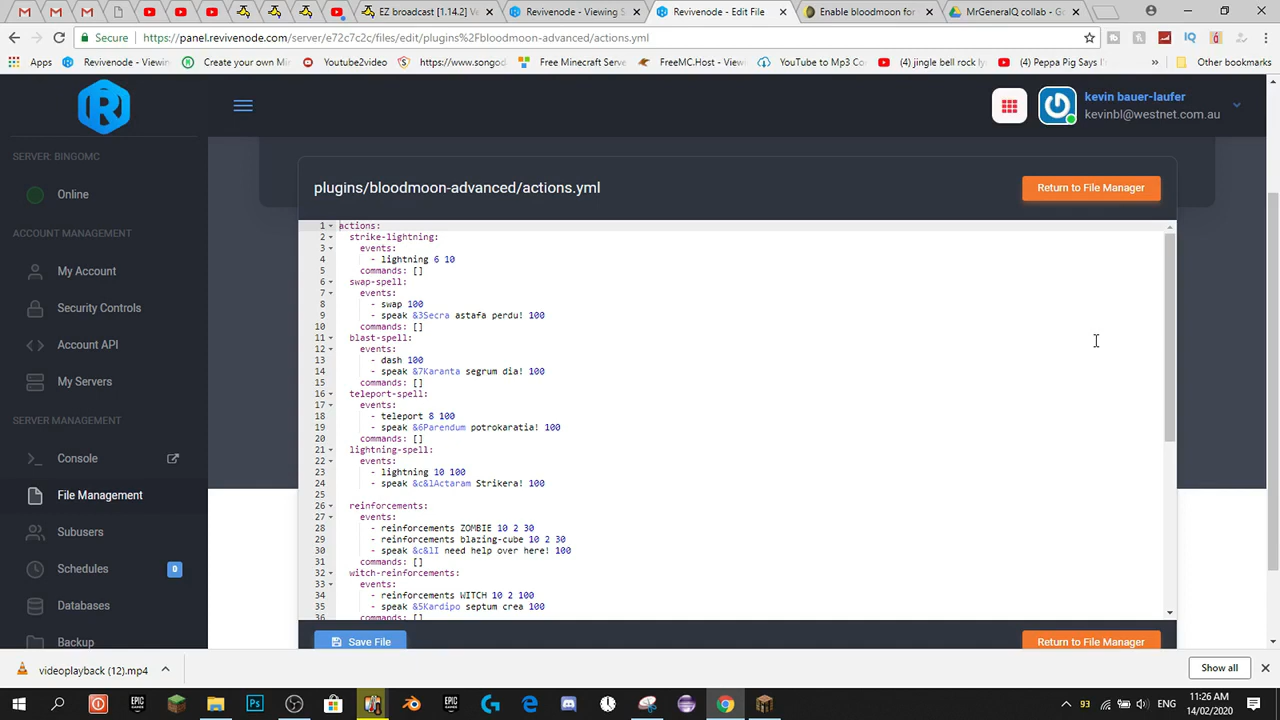 EZ broadcast [1.14.2] Ve
Revivenode - Viewing S
Revivenode - Edit File
Enable bloodmoon for
MrGeneralQ collab - G
Secure
https://panel.revivenode.com/server/e72c7c2c/files/edit/plugins%2Fbloodmoon-advanced/actions.yml
Apps
Revivenode - Viewin
Create your own Mi
Youtube2video
https://www.songod
Free Minecraft Serve
FreeMC.Host - View
YouTube to Mp3 Co
(4) jingle bell rock ly
(4) Peppa Pig Says I'
Other bookmarks
kevin bauer-laufer
kevinbl@westnet.com.au
SERVER: BINGOMC
Online
ACCOUNT MANAGEMENT
My Account
Security Controls
Account API
My Servers
SERVER MANAGEMENT
Console
File Management
Subusers
Schedules
0
Databases
Backup
plugins/bloodmoon-advanced/actions.yml
Return to File Manager
1 actions:
2 strike-lightning:
3 events:
4 - lightning 6 10
5 commands: []
6 swap-spell:
7 events:
8 - swap 100
9 - speak &3Secra astafa perdu! 100
10 commands: []
11 blast-spell:
12 events:
13 - dash 100
14 - speak &7Karanta segrum dia! 100
15 commands: []
16 teleport-spell:
17 events:
18 - teleport 8 100
19 - speak &6Parendum potrokaratia! 100
20 commands: []
21 lightning-spell:
22 events:
23 - lightning 10 100
24 - speak &c&lActaram Strikera! 100
25
26 reinforcements:
27 events:
28 - reinforcements ZOMBIE 10 2 30
29 - reinforcements blazing-cube 10 2 30
30 - speak &c&lI need help over here! 100
31 commands: []
32 witch-reinforcements:
33 events:
34 - reinforcements WITCH 10 2 100
35 - speak &5Kardipo septum crea 100
36 commands: []
Save File
Return to File Manager
videoplayback (12).mp4
Show all
93
ENG
11:26 AM
14/02/2020